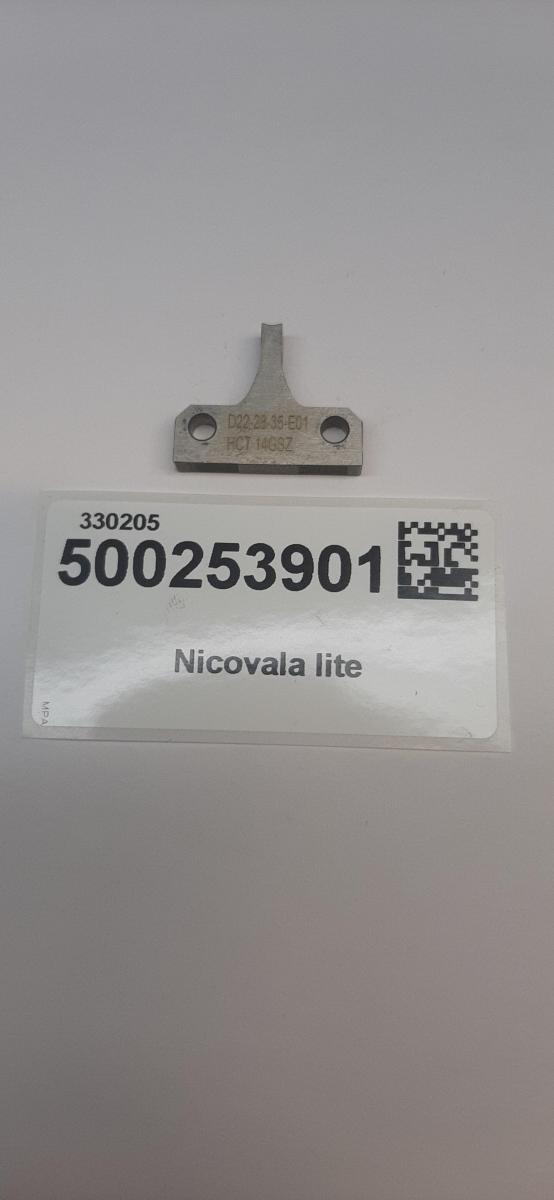 D22-28-35-E01
HCT 14GSZ
330205
500253901
Nicovala lite
MPA